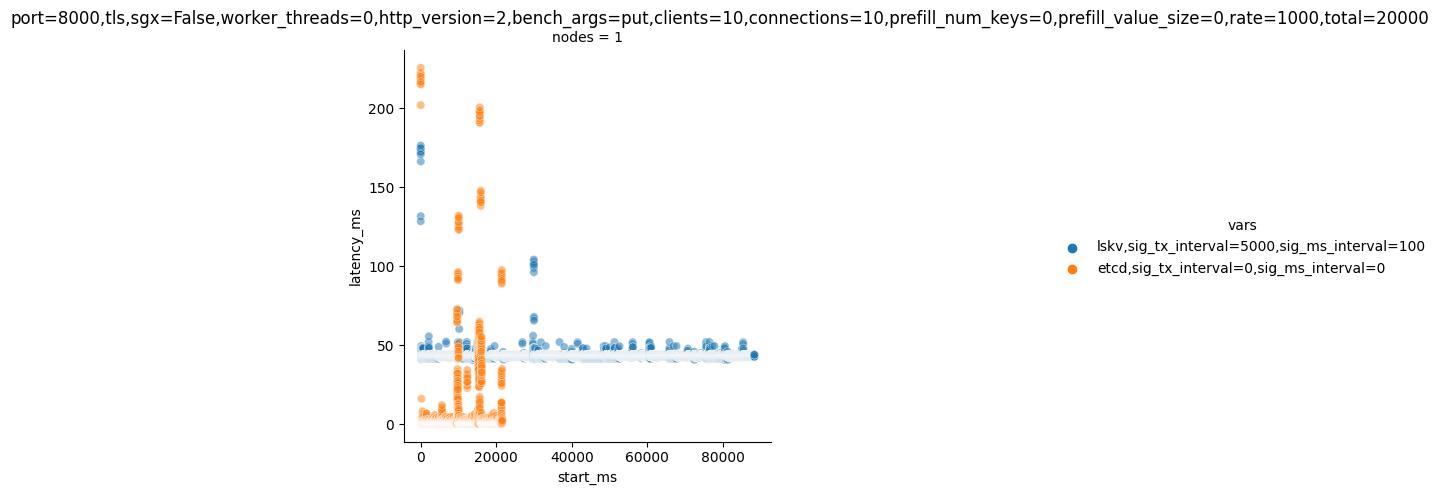 port=8000,tls,sgx=False,worker_threads=0,http_version=2,bench_args=put,clients=10,connections=10,prefill_num_keys=0,prefill_value_size=0,rate=1000,total=20000
nodes = 1
200
150
100
50
0
latency_ms
0 20000 40000 60000 80000
start_ms
vars
lskv,sig_tx_interval=5000,sig_ms_interval=100
etcd,sig_tx_interval=0,sig_ms_interval=0